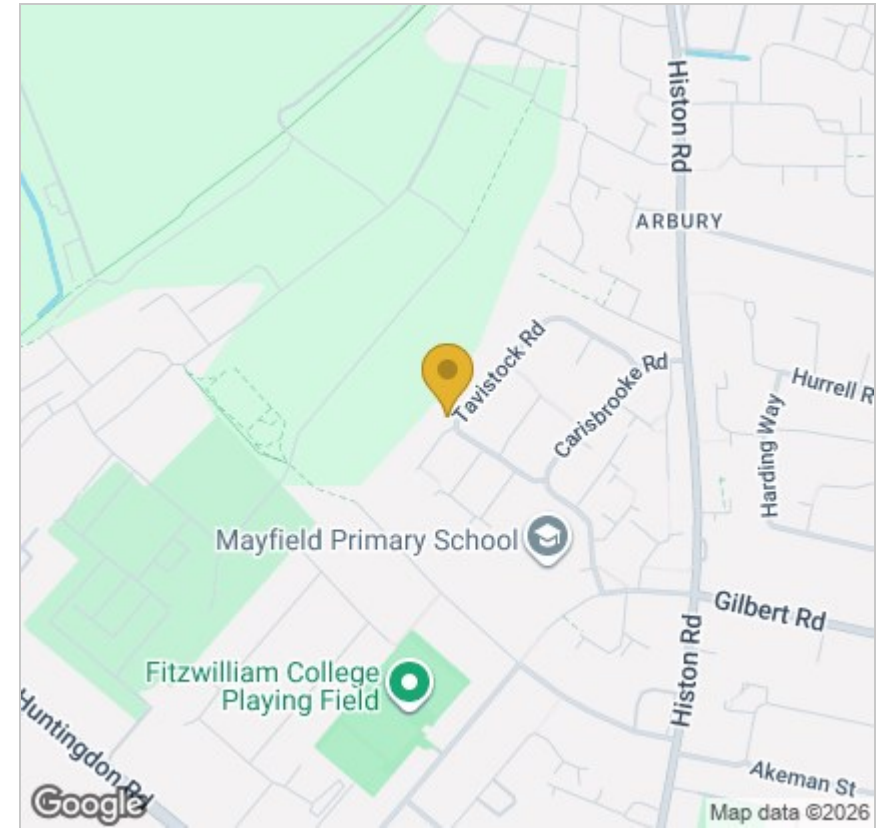 Histon Rd
ARBURY
Tavistock Rd
Carisbrooke Rd
Hurrell R
Harding Way
Mayfield Primary School
Gilbert Rd
Histon Rd
Fitzwilliam College
Playing Field
Huntingdon Rd
Akeman St
Google
Map data ©2026